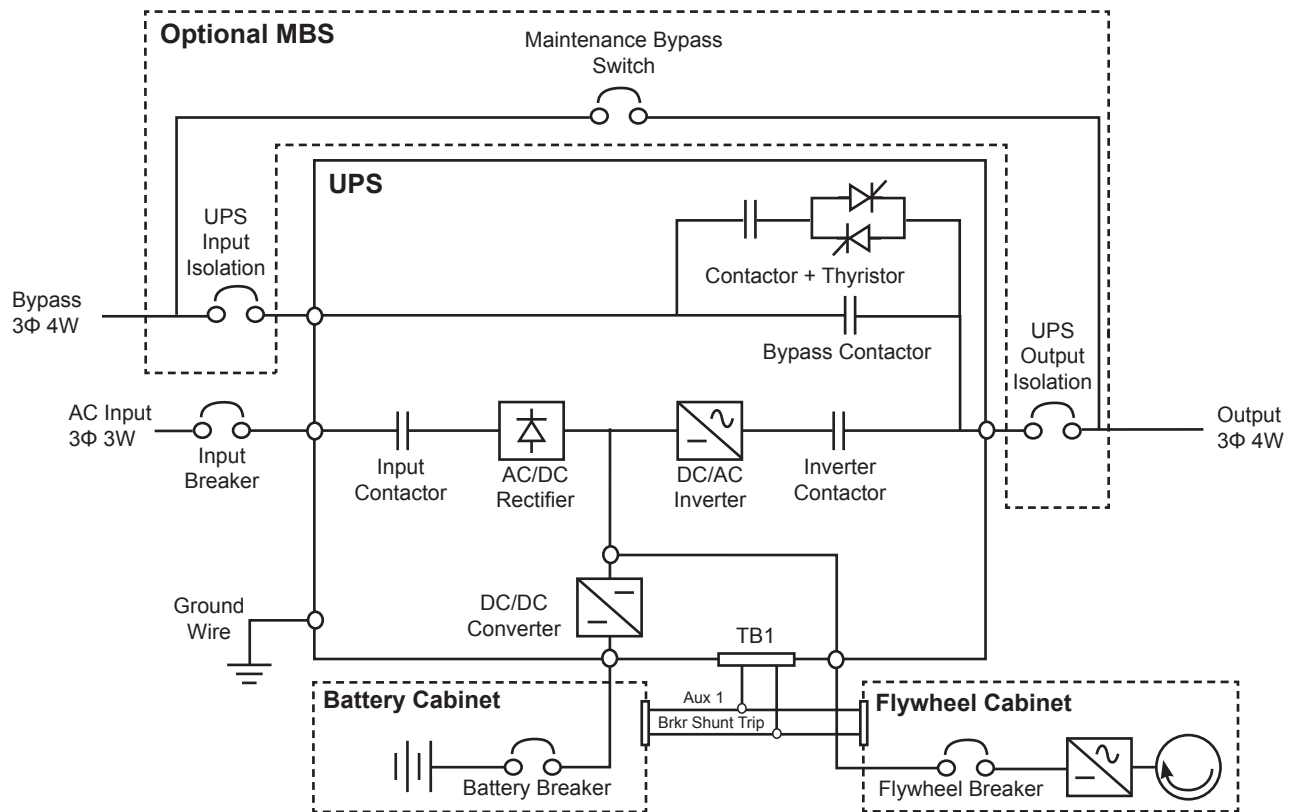 Optional MBS
Maintenance Bypass
Switch
UPS
UPS
Input
Isolation
Contactor + Thyristor
Bypass
3Φ 4W
Bypass Contactor
UPS
Output
Isolation
AC Input
3Φ 3W
Output
3Φ 4W
Input
Breaker
Input
Contactor
AC/DC
Rectifier
DC/AC
Inverter
Inverter
Contactor
Ground
Wire
DC/DC
Converter
TB1
Battery Cabinet
Aux 1
Brkr Shunt Trip
Flywheel Cabinet
Battery Breaker
Flywheel Breaker